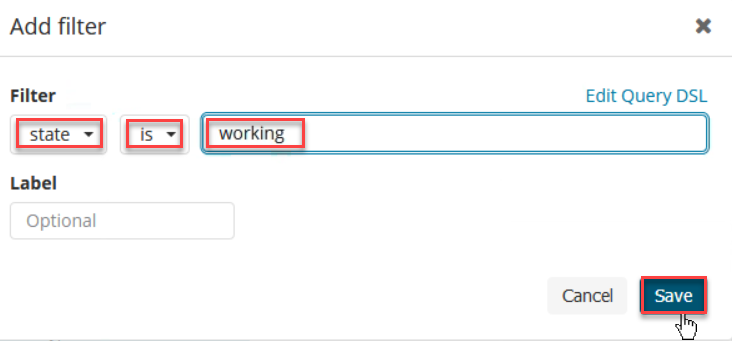 Add filter ✖
Filter Edit Query DSL
state is working
Label
Optional
Cancel Save